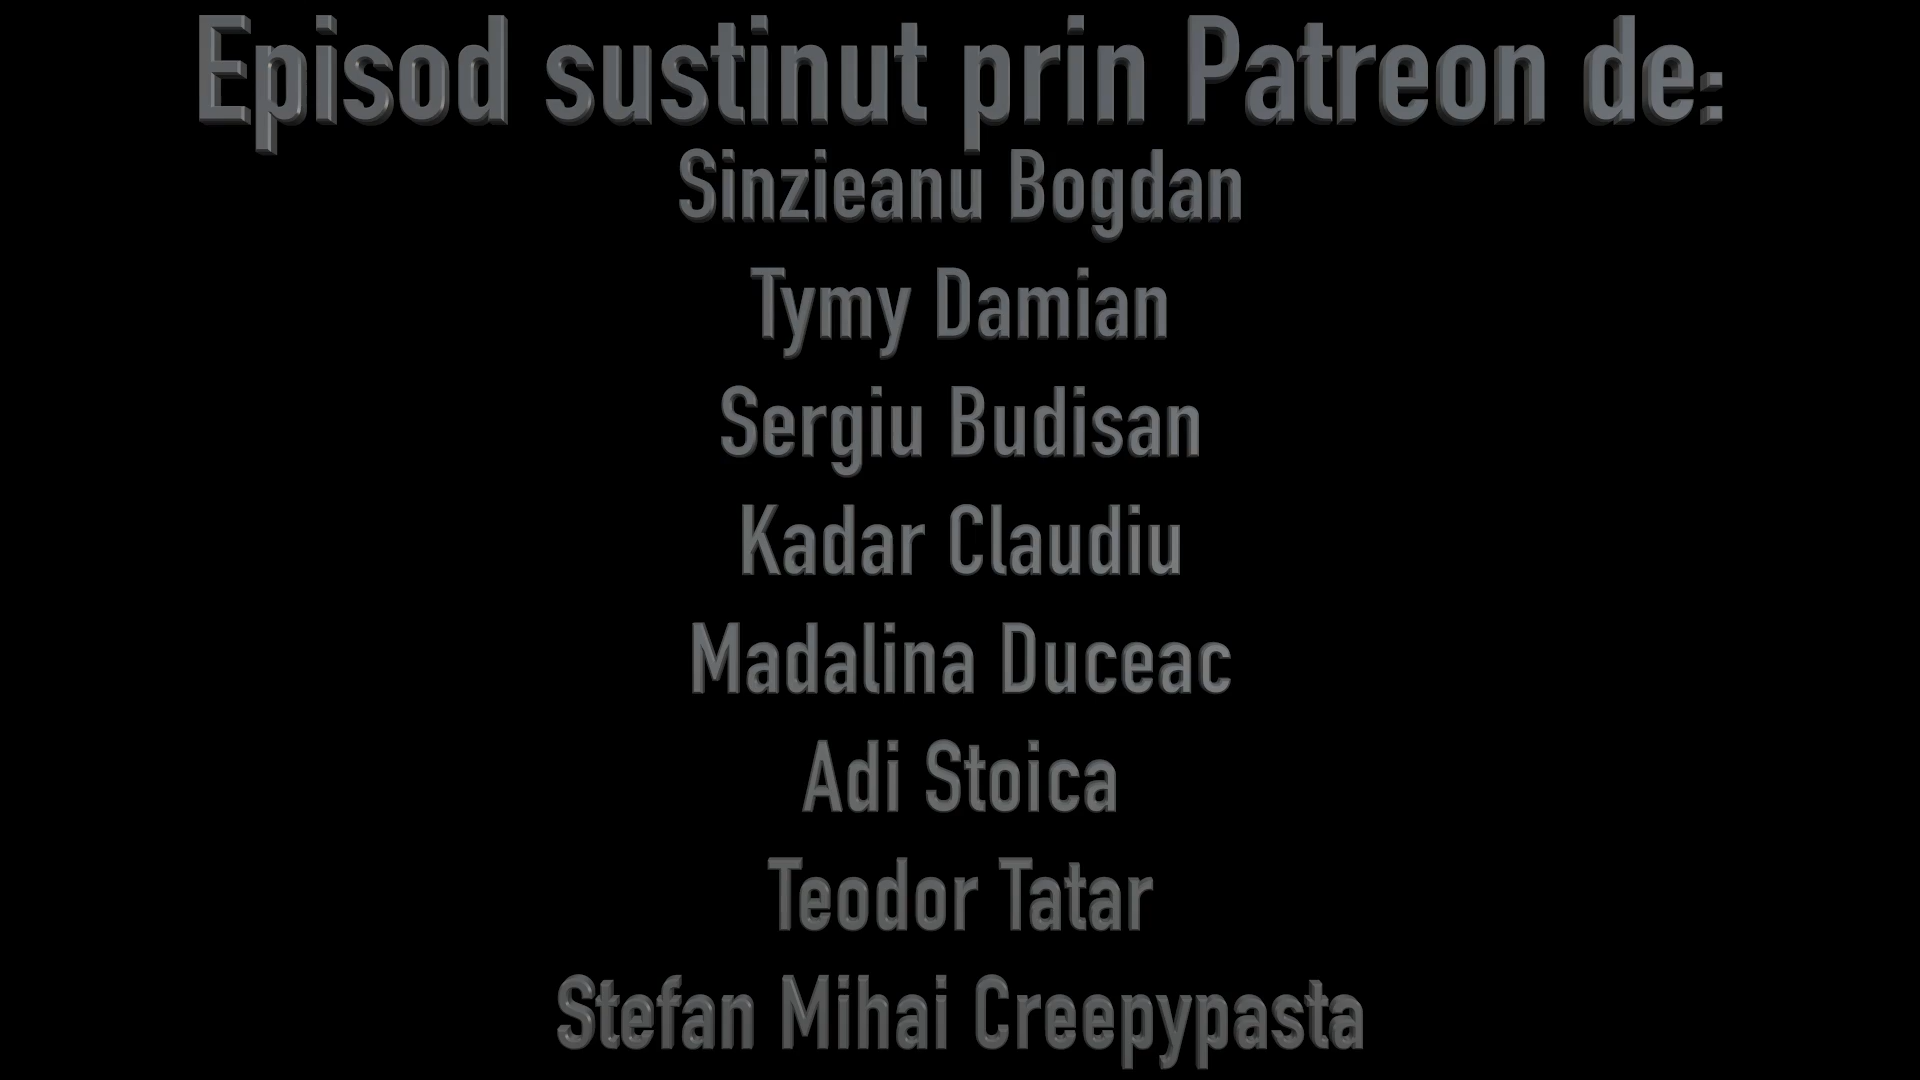 Episod sustinut prin Patreon de:
Sinzieanu Bogdan
Tymy Damian
Sergiu Budisan
Kadar Claudiu
Madalina Duceac
Adi Stoica
Teodor Tatar
Stefan Mihai Creepypasta